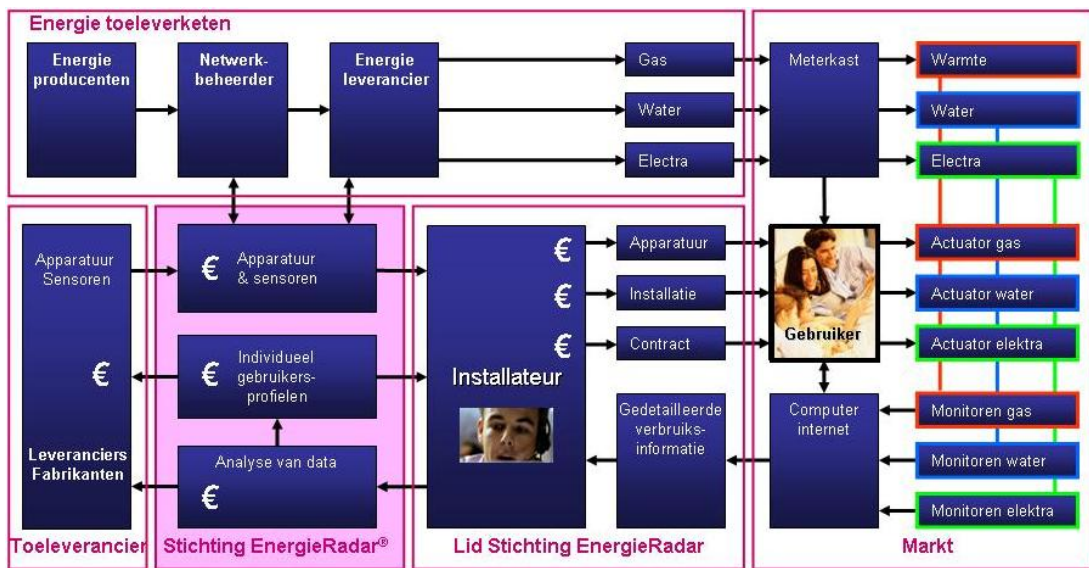 Energie toeleverketen
Energie
producenten
Netwerk-
beheerder
Energie
leverancier
Gas
Water
Electra
Meterkast
Warmte
Water
Electra
Apparatuur
Sensoren
€
Leveranciers
Fabrikanten
Toeleverancier
€
Apparatuur
& sensoren
€
Individueel
gebruikers-
profielen
Analyse van data
€
Stichting EnergieRadar®
€
€
€
Installateur
Apparatuur
Installatie
Contract
Gedetailleerde
verbruiks-
informatie
Lid Stichting EnergieRadar
Gebruiker
Computer
internet
Actuator gas
Actuator water
Actuator elektra
Monitoren gas
Monitoren water
Monitoren elektra
Markt